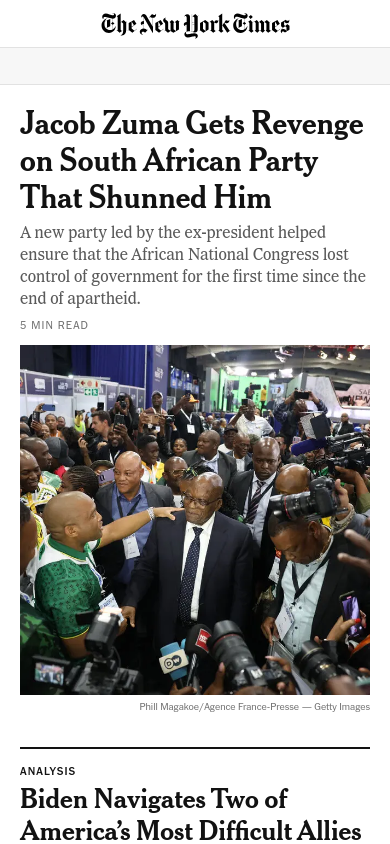 The New York Times
Jacob Zuma Gets Revenge
on South African Party
That Shunned Him
A new party led by the ex-president helped
ensure that the African National Congress lost
control of government for the first time since the
end of apartheid.
5 MIN READ
Phill Magakoe/Agence France-Presse — Getty Images
ANALYSIS
Biden Navigates Two of
America’s Most Difficult Allies